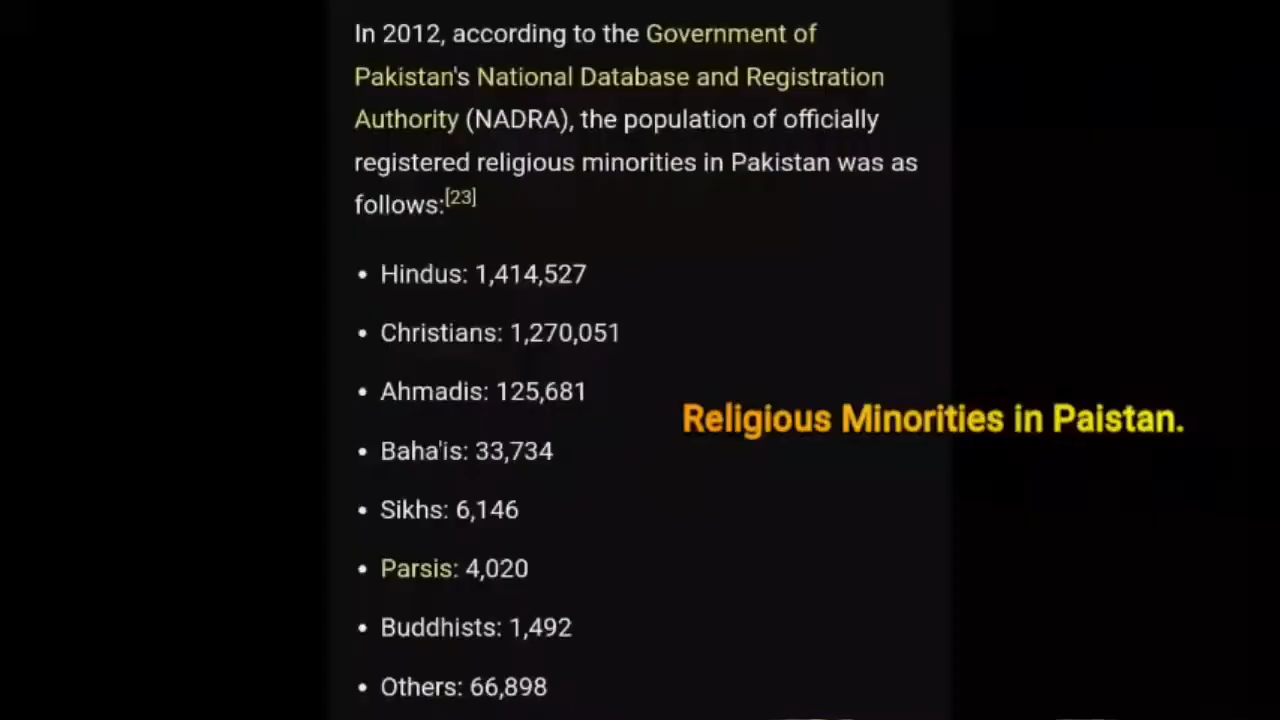 In 2012, according to the Government of
Pakistan's National Database and Registration
Authority (NADRA), the population of officially
registered religious minorities in Pakistan was as
follows:[23]
• Hindus: 1,414,527
• Christians: 1,270,051
• Ahmadis: 125,681
Religious Minorities in Paistan.
• Baha'is: 33,734
• Sikhs: 6,146
• Parsis: 4,020
• Buddhists: 1,492
• Others: 66,898